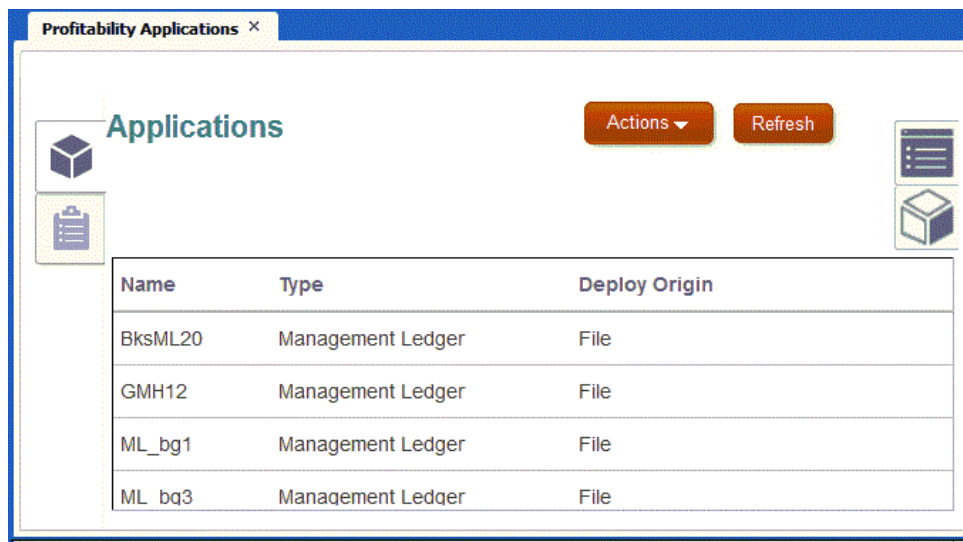 Profitability Applications ×
Applications
Actions Refresh
Name Type Deploy Origin
BksML20 Management Ledger File
GMH12 Management Ledger File
ML_bg1 Management Ledger File
ML_bg3 Management Ledger File